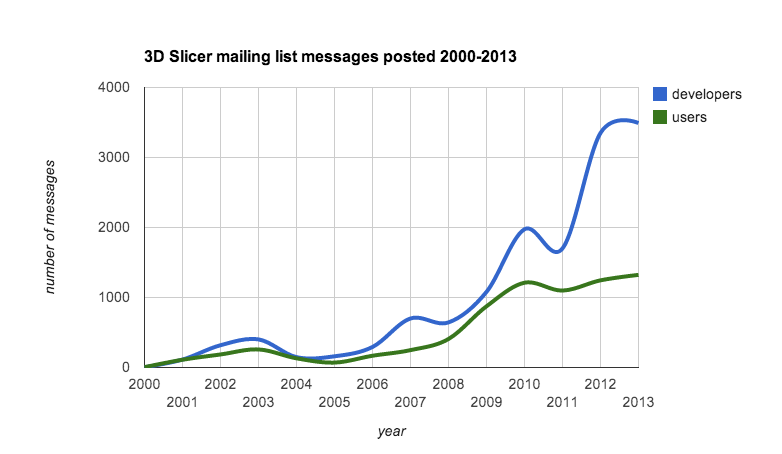 3D Slicer mailing list messages posted 2000-2013
4000
3000
2000
1000
0
number of messages
developers
users
2000 2002 2004 2006 2008 2010 2012
2001 2003 2005 2007 2009 2011 2013
year